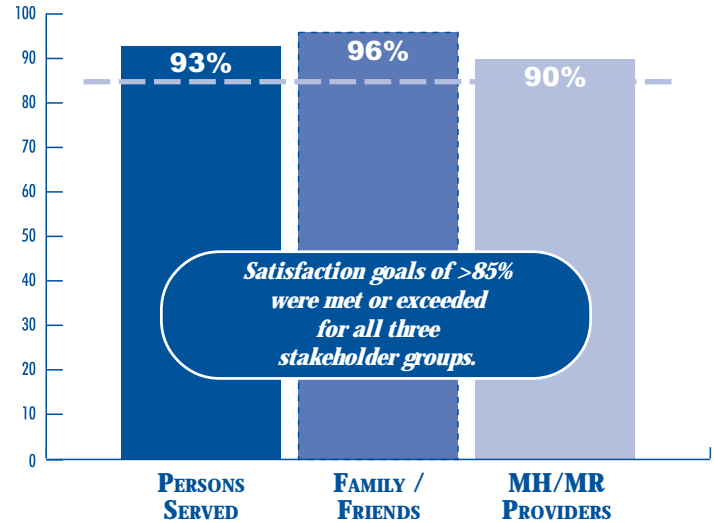 100
90
80
70
60
50
40
30
20
10
0
93%
96%
90%
Satisfaction goals of >85%
were met or exceeded
for all three
stakeholder groups.
PERSONS
SERVED
FAMILY /
FRIENDS
MH/MR
PROVIDERS